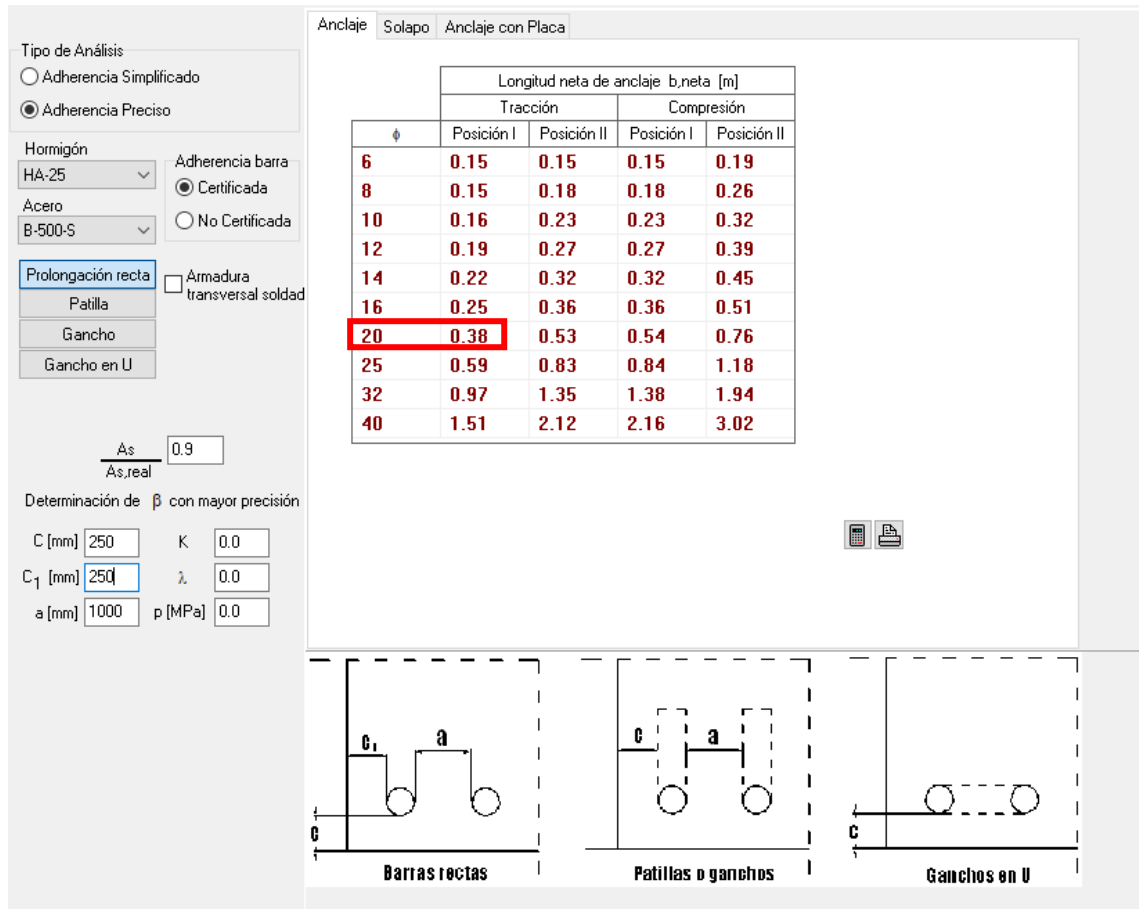 Anclaje Solapo Anclaje con Placa
Tipo de Análisis
Adherencia Simplificado
Adherencia Preciso
Hormigón
HA-25
Acero
B-500-S
Adherencia barra
Certificada
No Certificada
Prolongación recta
Patilla
Gancho
Gancho en U
Armadura
transversal soldad
As
As,real
0.9
Determinación de β con mayor precisión
C [mm] 250 K 0.0
C1 [mm] 250 λ 0.0
a [mm] 1000 p [MPa] 0.0
Longitud neta de anclaje b,neta [m]
Tracción Compresión
ϕ Posición I Posición II Posición I Posición II
6 0.15 0.15 0.15 0.19
8 0.15 0.18 0.18 0.26
10 0.16 0.23 0.23 0.32
12 0.19 0.27 0.27 0.39
14 0.22 0.32 0.32 0.45
16 0.25 0.36 0.36 0.51
20 0.38 0.53 0.54 0.76
25 0.59 0.83 0.84 1.18
32 0.97 1.35 1.38 1.94
40 1.51 2.12 2.16 3.02
C1 a
C
Barras rectas
C a
Patillas o ganchos
C
Ganchos en U